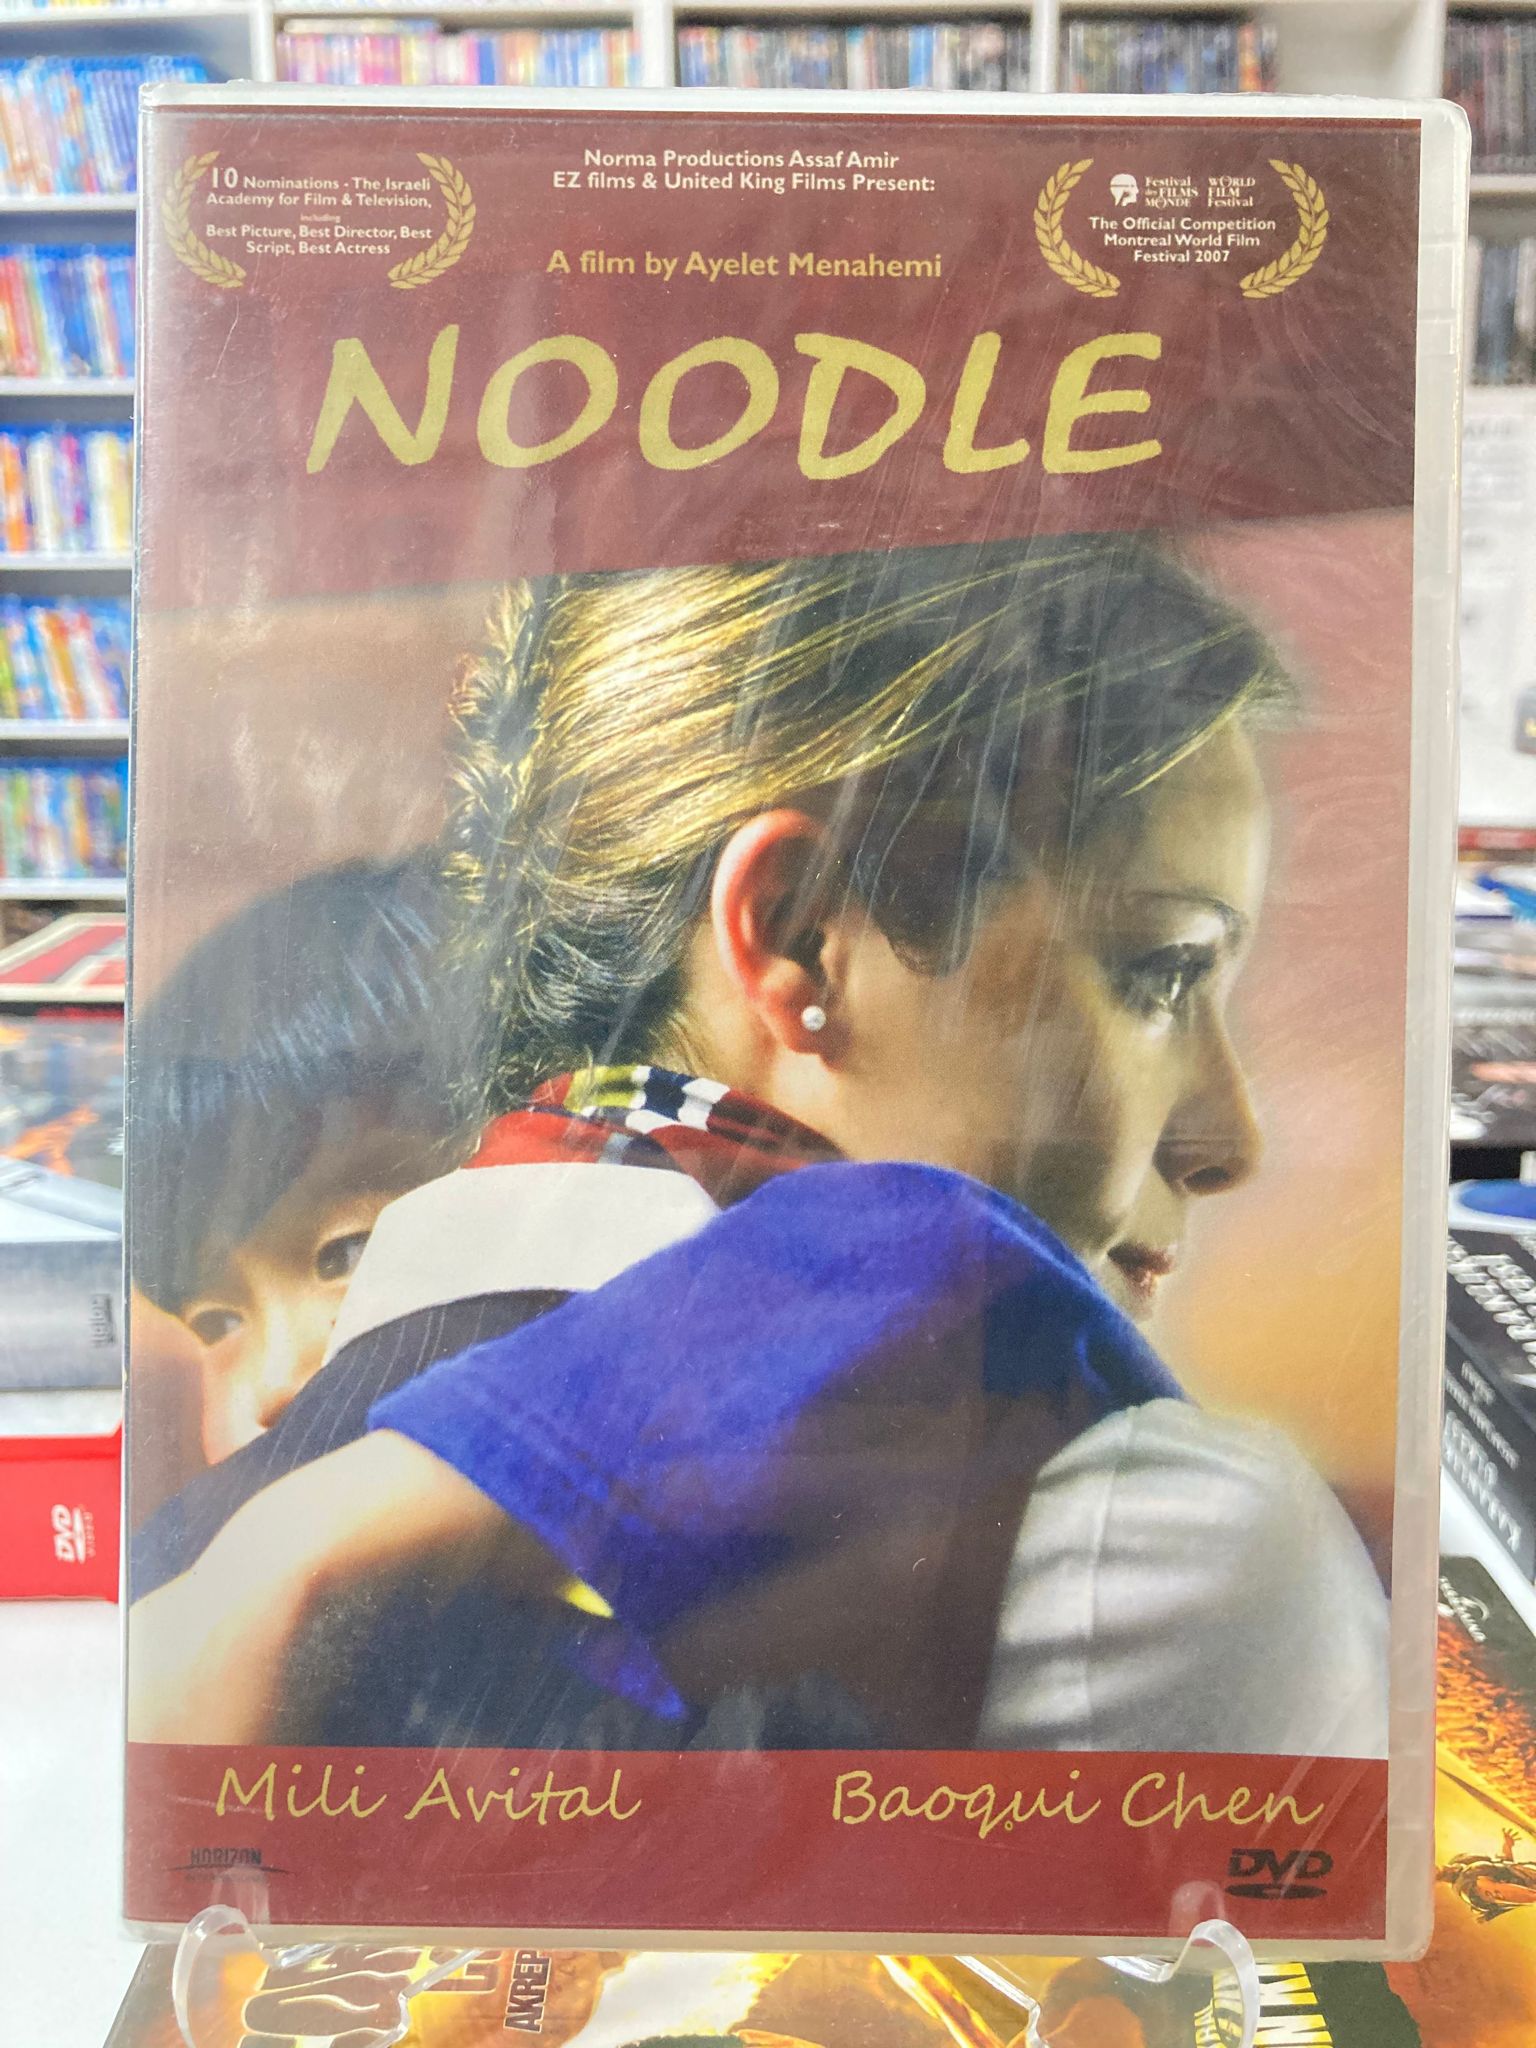 10 Nominations - The Israeli
Academy for Film & Television,
including
Best Picture, Best Director, Best
Script, Best Actress
Norma Productions Assaf Amir
EZ films & United King Films Present:
A film by Ayelet Menahemi
Festival
des FILMS
MONDE
WORLD
FILM
Festival
The Official Competition
Montreal World Film
Festival 2007
NOODLE
Mili Avital
Baoqui Chen
HORIZON
DVD
DVD
AKREP